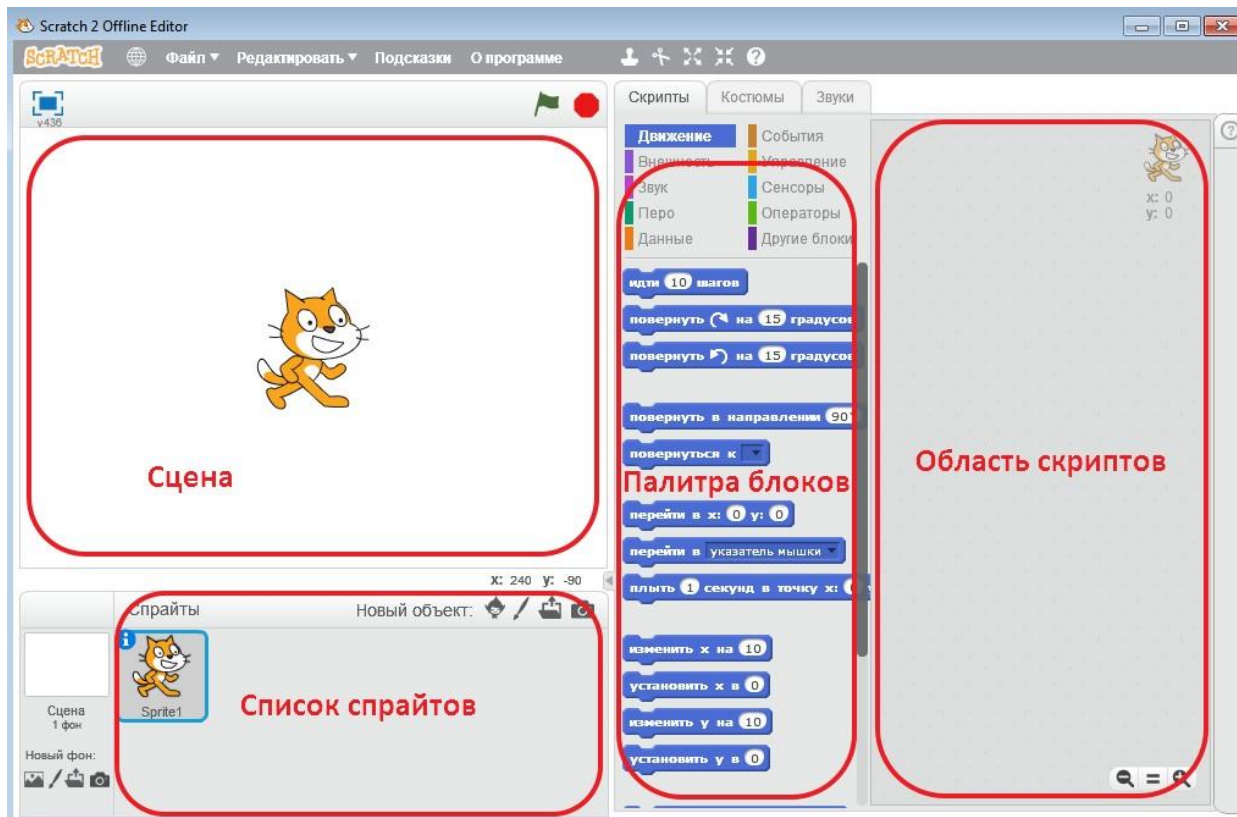 Scratch 2 Offline Editor
SCRATCH Файл Редактировать Подсказки О программе
v436
Скрипты Костюмы Звуки
Движение События
Внешность Управление
Звук Сенсоры
Перо Операторы
Данные Другие блоки
x: 0
y: 0
идти 10 шагов
повернуть на 15 градусов
повернуть на 15 градусов
повернуть в направлении 90°
повернуться к
Сцена
Палитра блоков
Область скриптов
перейти в x: 0 y: 0
перейти в указатель мышки
плыть 1 секунд в точку x:
x: 240 y: -90
Спрайты Новый объект:
изменить x на 10
установить x в 0
изменить y на 10
установить y в 0
Сцена
1 фон
Sprite1
Список спрайтов
Новый фон: